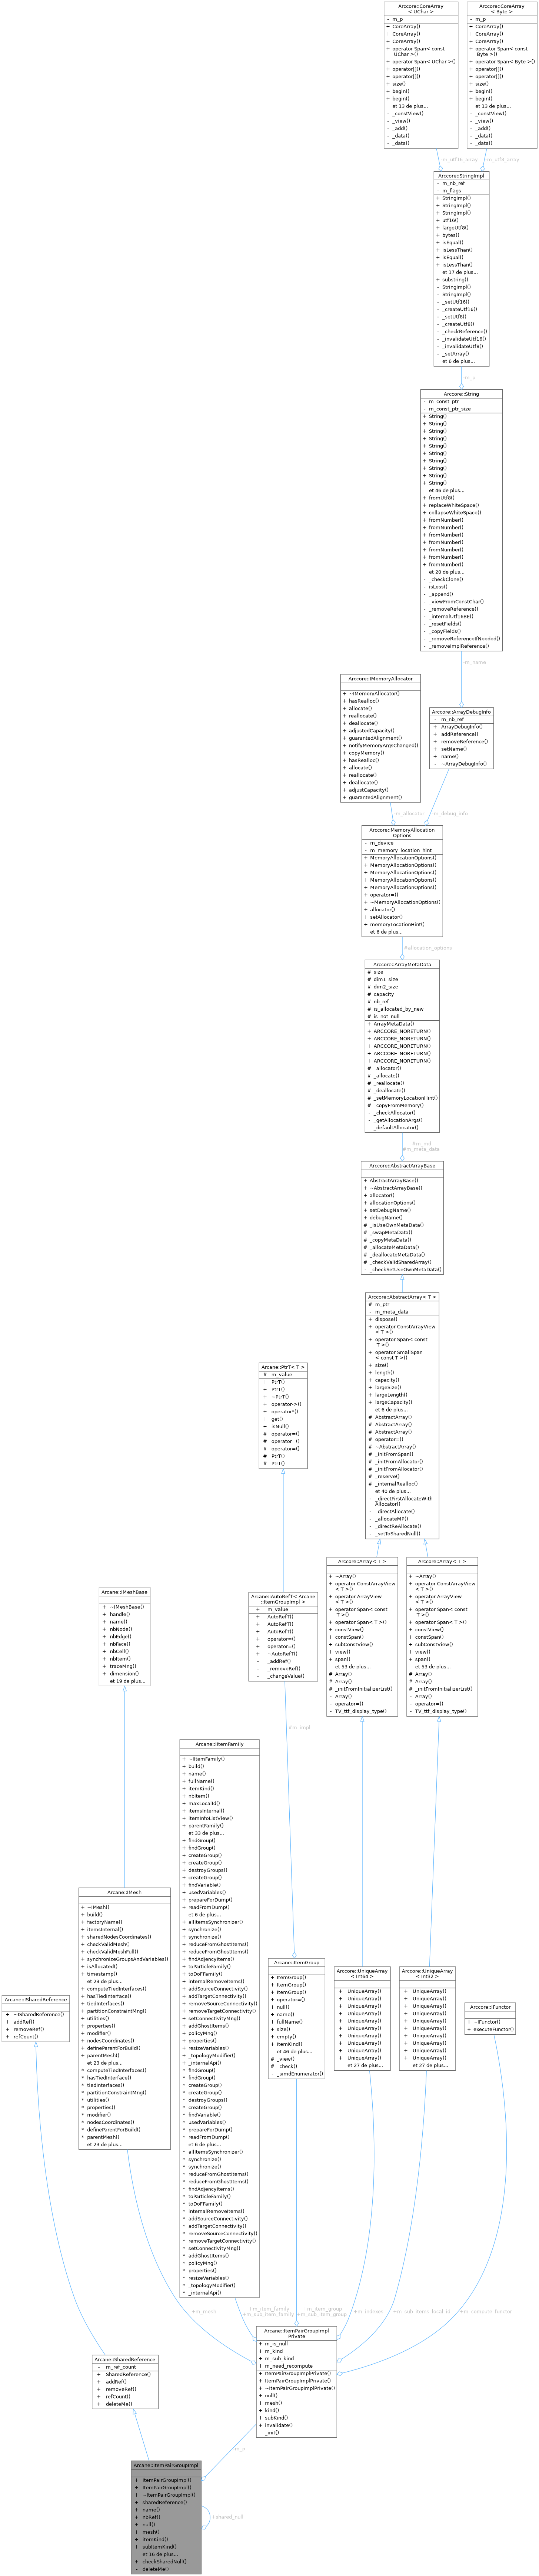 Arccore::CoreArray
< UChar >
- m_p
+ CoreArray()
+ CoreArray()
+ CoreArray()
+ operator Span< const
UChar >()
+ operator Span< UChar >()
+ operator[]()
+ operator[]()
+ size()
+ begin()
+ begin()
et 13 de plus...
- _constView()
- _view()
- _add()
- _data()
- _data()
Arccore::CoreArray
< Byte >
- m_p
+ CoreArray()
+ CoreArray()
+ CoreArray()
+ operator Span< const
Byte >()
+ operator Span< Byte >()
+ operator[]()
+ operator[]()
+ size()
+ begin()
+ begin()
et 13 de plus...
- _constView()
- _view()
- _add()
- _data()
- _data()
-m_utf16_array
-m_utf8_array
Arccore::StringImpl
- m_nb_ref
- m_flags
+ StringImpl()
+ StringImpl()
+ StringImpl()
+ utf16()
+ largeUtf8()
+ bytes()
+ isEqual()
+ isLessThan()
+ isEqual()
+ isLessThan()
et 17 de plus...
+ substring()
- StringImpl()
- StringImpl()
- _setUtf16()
- _createUtf16()
- _setUtf8()
- _createUtf8()
- _checkReference()
- _invalidateUtf16()
- _invalidateUtf8()
- _setArray()
et 6 de plus...
-m_p
Arccore::String
- m_const_ptr
- m_const_ptr_size
+ String()
+ String()
+ String()
+ String()
+ String()
+ String()
+ String()
+ String()
+ String()
+ String()
et 46 de plus...
+ fromUtf8()
+ replaceWhiteSpace()
+ collapseWhiteSpace()
+ fromNumber()
+ fromNumber()
+ fromNumber()
+ fromNumber()
+ fromNumber()
+ fromNumber()
+ fromNumber()
et 20 de plus...
- _checkClone()
- isLess()
- _append()
- _viewFromConstChar()
- _removeReference()
- _internalUtf16BE()
- _resetFields()
- _copyFields()
- _removeReferenceIfNeeded()
- _removeImplReference()
-m_name
Arccore::IMemoryAllocator
+ ~IMemoryAllocator()
+ hasRealloc()
+ allocate()
+ reallocate()
+ deallocate()
+ adjustedCapacity()
+ guarantedAlignment()
+ notifyMemoryArgsChanged()
+ copyMemory()
+ hasRealloc()
+ allocate()
+ reallocate()
+ deallocate()
+ adjustCapacity()
+ guarantedAlignment()
Arccore::ArrayDebugInfo
- m_nb_ref
+ ArrayDebugInfo()
+ addReference()
+ removeReference()
+ setName()
+ name()
- ~ArrayDebugInfo()
-m_allocator
-m_debug_info
Arccore::MemoryAllocation
Options
- m_device
- m_memory_location_hint
+ MemoryAllocationOptions()
+ MemoryAllocationOptions()
+ MemoryAllocationOptions()
+ MemoryAllocationOptions()
+ MemoryAllocationOptions()
+ operator=()
+ ~MemoryAllocationOptions()
+ allocator()
+ setAllocator()
+ memoryLocationHint()
et 6 de plus...
#allocation_options
Arccore::ArrayMetaData
# size
# dim1_size
# dim2_size
# capacity
# nb_ref
# is_allocated_by_new
# is_not_null
+ ArrayMetaData()
+ ARCCORE_NORETURN()
+ ARCCORE_NORETURN()
+ ARCCORE_NORETURN()
+ ARCCORE_NORETURN()
+ ARCCORE_NORETURN()
# _allocator()
# _allocate()
# _reallocate()
# _deallocate()
# _setMemoryLocationHint()
# _copyFromMemory()
- _checkAllocator()
- _getAllocationArgs()
- _defaultAllocator()
#m_md
#m_meta_data
Arccore::AbstractArrayBase
+ AbstractArrayBase()
+ ~AbstractArrayBase()
+ allocator()
+ allocationOptions()
+ setDebugName()
+ debugName()
# _isUseOwnMetaData()
# _swapMetaData()
# _copyMetaData()
# _allocateMetaData()
# _deallocateMetaData()
# _checkValidSharedArray()
- _checkSetUseOwnMetaData()
Arccore::AbstractArray< T >
# m_ptr
- m_meta_data
+ dispose()
+ operator ConstArrayView
< T >()
+ operator Span< const
T >()
+ operator SmallSpan
< const T >()
+ size()
+ length()
+ capacity()
+ largeSize()
+ largeLength()
+ largeCapacity()
et 6 de plus...
# AbstractArray()
# AbstractArray()
# AbstractArray()
# operator=()
# ~AbstractArray()
# _initFromSpan()
# _initFromAllocator()
# _initFromAllocator()
# _reserve()
# _internalRealloc()
et 40 de plus...
- _directFirstAllocateWith
Allocator()
- _directAllocate()
- _allocateMP()
- _directReAllocate()
- _setToSharedNull()
Arcane::PtrT< T >
# m_value
+ PtrT()
+ PtrT()
+ ~PtrT()
+ operator->()
+ operator*()
+ get()
+ isNull()
# operator=()
# operator=()
# operator=()
# PtrT()
# PtrT()
Arccore::Array< T >
+ ~Array()
+ operator ConstArrayView
< T >()
+ operator ArrayView
< T >()
+ operator Span< const
T >()
+ operator Span< T >()
+ constView()
+ constSpan()
+ subConstView()
+ view()
+ span()
et 53 de plus...
# Array()
# Array()
# _initFromInitializerList()
- Array()
- operator=()
- TV_ttf_display_type()
Arccore::Array< T >
+ ~Array()
+ operator ConstArrayView
< T >()
+ operator ArrayView
< T >()
+ operator Span< const
T >()
+ operator Span< T >()
+ constView()
+ constSpan()
+ subConstView()
+ view()
+ span()
et 53 de plus...
# Array()
# Array()
# _initFromInitializerList()
- Array()
- operator=()
- TV_ttf_display_type()
Arcane::IMeshBase
+ ~IMeshBase()
+ handle()
+ name()
+ nbNode()
+ nbEdge()
+ nbFace()
+ nbCell()
+ nbItem()
+ traceMng()
+ dimension()
et 19 de plus...
Arcane::AutoRefT< Arcane
::ItemGroupImpl >
+ m_value
+ AutoRefT()
+ AutoRefT()
+ AutoRefT()
+ operator=()
+ operator=()
+ ~AutoRefT()
- _addRef()
- _removeRef()
- _changeValue()
#m_impl
Arcane::IItemFamily
+ ~IItemFamily()
+ build()
+ name()
+ fullName()
+ itemKind()
+ nbItem()
+ maxLocalId()
+ itemsInternal()
+ itemInfoListView()
+ parentFamily()
et 33 de plus...
+ findGroup()
+ findGroup()
+ createGroup()
+ createGroup()
+ destroyGroups()
+ createGroup()
+ findVariable()
+ usedVariables()
+ prepareForDump()
+ readFromDump()
et 6 de plus...
* allItemsSynchronizer()
* synchronize()
* synchronize()
* reduceFromGhostItems()
* reduceFromGhostItems()
* findAdjencyItems()
* toParticleFamily()
* toDoFFamily()
* internalRemoveItems()
* addSourceConnectivity()
* addTargetConnectivity()
* removeSourceConnectivity()
* removeTargetConnectivity()
* setConnectivityMng()
* addGhostItems()
* policyMng()
* properties()
* resizeVariables()
* _topologyModifier()
* _internalApi()
* findGroup()
* findGroup()
* createGroup()
* createGroup()
* destroyGroups()
* createGroup()
* findVariable()
* usedVariables()
* prepareForDump()
* readFromDump()
et 6 de plus...
* allItemsSynchronizer()
* synchronize()
* synchronize()
* reduceFromGhostItems()
* reduceFromGhostItems()
* findAdjencyItems()
* toParticleFamily()
* toDoFFamily()
* internalRemoveItems()
* addSourceConnectivity()
* addTargetConnectivity()
* removeSourceConnectivity()
* removeTargetConnectivity()
* setConnectivityMng()
* addGhostItems()
* policyMng()
* properties()
* resizeVariables()
* _topologyModifier()
* _internalApi()
Arcane::IMesh
+ ~IMesh()
+ build()
+ factoryName()
+ itemsInternal()
+ sharedNodesCoordinates()
+ checkValidMesh()
+ checkValidMeshFull()
+ synchronizeGroupsAndVariables()
+ isAllocated()
+ timestamp()
et 23 de plus...
* computeTiedInterfaces()
* hasTiedInterface()
* tiedInterfaces()
* partitionConstraintMng()
* utilities()
* properties()
* modifier()
* nodesCoordinates()
* defineParentForBuild()
* parentMesh()
et 23 de plus...
* computeTiedInterfaces()
* hasTiedInterface()
* tiedInterfaces()
* partitionConstraintMng()
* utilities()
* properties()
* modifier()
* nodesCoordinates()
* defineParentForBuild()
* parentMesh()
et 23 de plus...
Arcane::ISharedReference
+ ~ISharedReference()
+ addRef()
+ removeRef()
+ refCount()
Arcane::ItemGroup
+ ItemGroup()
+ ItemGroup()
+ ItemGroup()
+ operator=()
+ null()
+ name()
+ fullName()
+ size()
+ empty()
+ itemKind()
et 46 de plus...
# _view()
# _check()
- _simdEnumerator()
Arccore::UniqueArray
< Int64 >
+ UniqueArray()
+ UniqueArray()
+ UniqueArray()
+ UniqueArray()
+ UniqueArray()
+ UniqueArray()
+ UniqueArray()
+ UniqueArray()
+ UniqueArray()
+ UniqueArray()
et 27 de plus...
Arccore::UniqueArray
< Int32 >
+ UniqueArray()
+ UniqueArray()
+ UniqueArray()
+ UniqueArray()
+ UniqueArray()
+ UniqueArray()
+ UniqueArray()
+ UniqueArray()
+ UniqueArray()
+ UniqueArray()
et 27 de plus...
Arcane::IFunctor
+ ~IFunctor()
+ executeFunctor()
+m_mesh
+m_item_family
+m_sub_item_family
+m_item_group
+m_sub_item_group
+m_indexes
+m_sub_items_local_id
+m_compute_functor
Arcane::ItemPairGroupImpl
Private
+ m_is_null
+ m_kind
+ m_sub_kind
+ m_need_recompute
+ ItemPairGroupImplPrivate()
+ ItemPairGroupImplPrivate()
+ ~ItemPairGroupImplPrivate()
+ null()
+ mesh()
+ kind()
+ subKind()
+ invalidate()
- _init()
Arcane::SharedReference
- m_ref_count
+ SharedReference()
+ addRef()
+ removeRef()
+ refCount()
+ deleteMe()
-m_p
Arcane::ItemPairGroupImpl
+ ItemPairGroupImpl()
+ ItemPairGroupImpl()
+ ~ItemPairGroupImpl()
+ sharedReference()
+ name()
+ nbRef()
+ null()
+ mesh()
+ itemKind()
+ subItemKind()
et 16 de plus...
+ checkSharedNull()
- deleteMe()
+shared_null